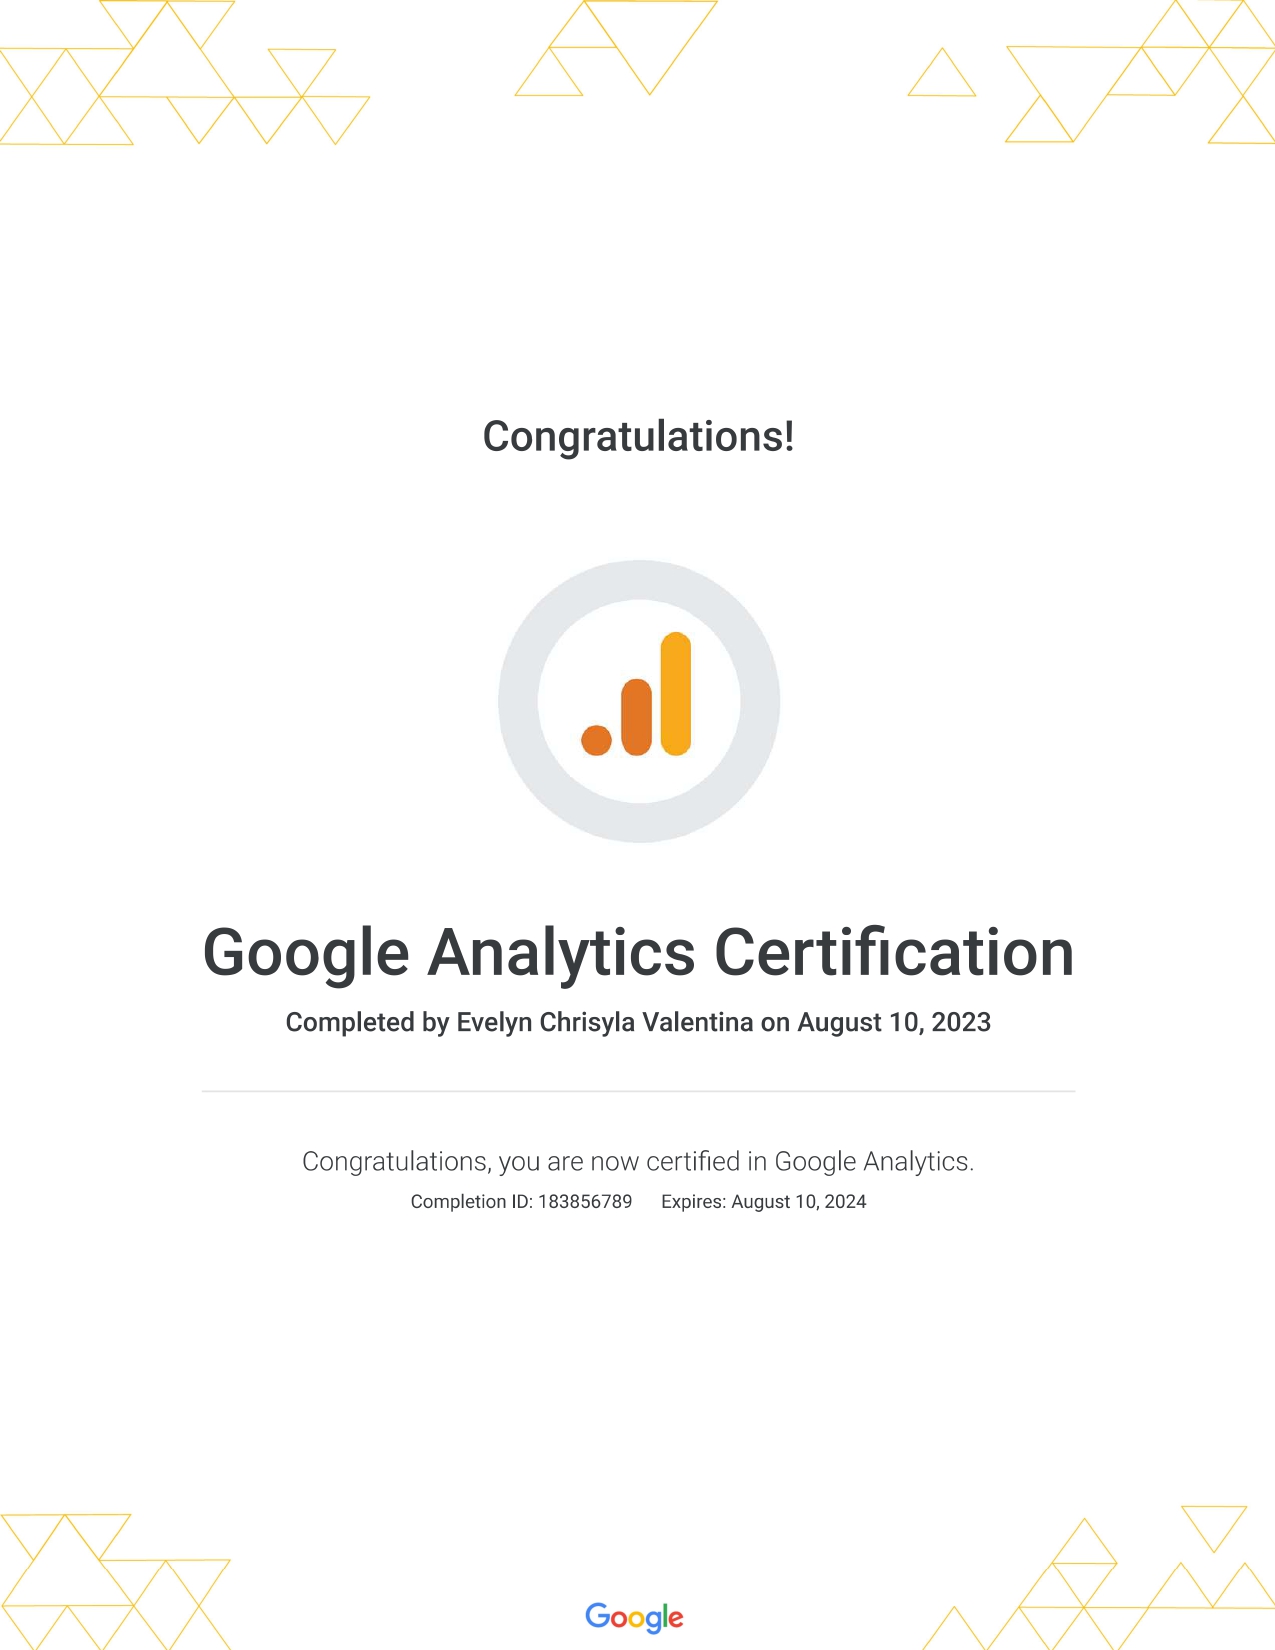 Congratulations!
Google Analytics Certification
Completed by Evelyn Chrisyla Valentina on August 10, 2023
Congratulations, you are now certified in Google Analytics.
Completion ID: 183856789 Expires: August 10, 2024
Google